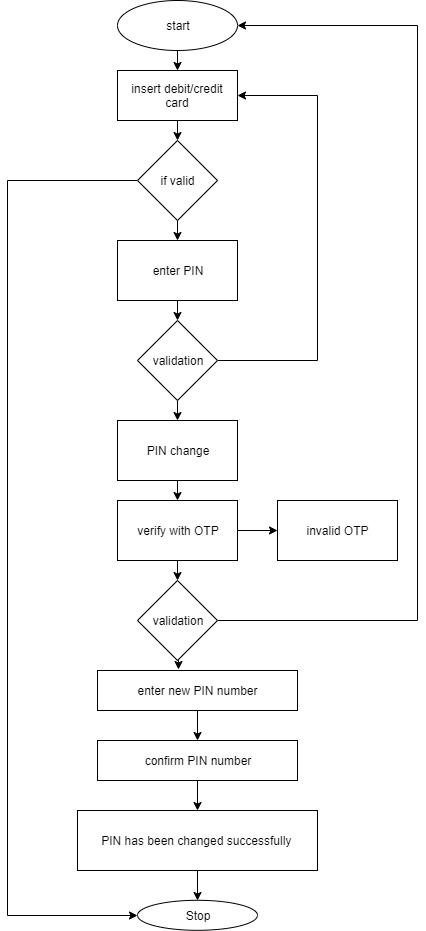 start
insert debit/credit
card
if valid
enter PIN
validation
PIN change
verify with OTP
invalid OTP
validation
enter new PIN number
confirm PIN number
PIN has been changed successfully
Stop